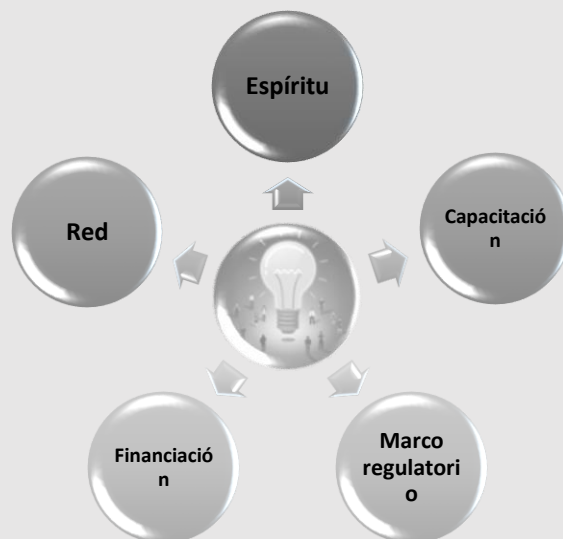 Espíritu
Red
Capacitació
n
Financiació
n
Marco
regulatori
o